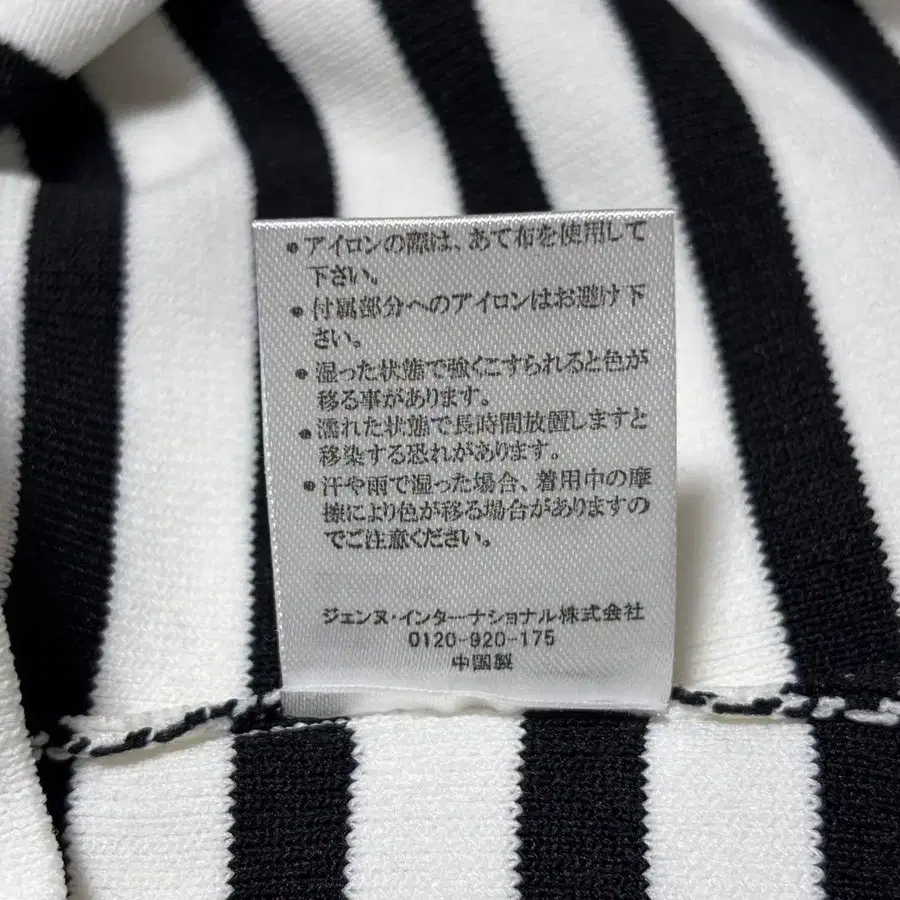 • アイロンの際は、あて布を使用して
下さい。
• 付属部分へのアイロンはお避け下
さい。
• 湿った状態で強くこすられると色が
移る事があります。
• 濡れた状態で長時間放置しますと
移染する恐れがあります。
• 汗や雨で湿った場合、着用中の摩
擦により色が移る場合がありますの
でご注意ください。
ジェンヌ・インターナショナル株式会社
0120-920-175
中国製